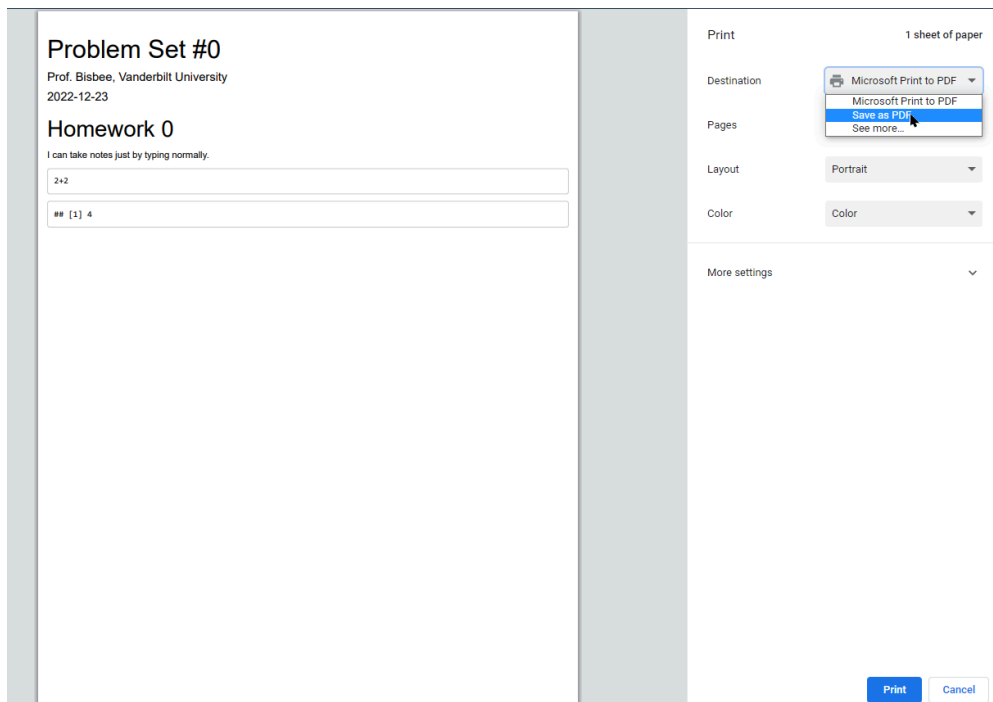 Problem Set #0
Prof. Bisbee, Vanderbilt University
2022-12-23
Homework 0
I can take notes just by typing normally.
2+2
## [1] 4
Print
1 sheet of paper
Destination
Microsoft Print to PDF
Microsoft Print to PDF
Save as PDF
See more...
Pages
Layout
Portrait
Color
Color
More settings
Print
Cancel